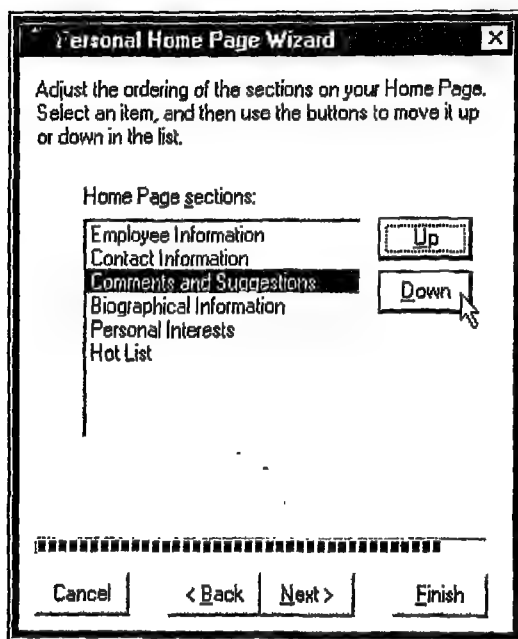 Personal Home Page Wizard
Adjust the ordering of the sections on your Home Page.
Select an item, and then use the buttons to move it up
or down in the list.
Home Page sections:
Employee Information
Contact Information
Comments and Suggestions
Biographical Information
Personal Interests
Hot List
Up
Down
Cancel
< Back
Next >
Finish